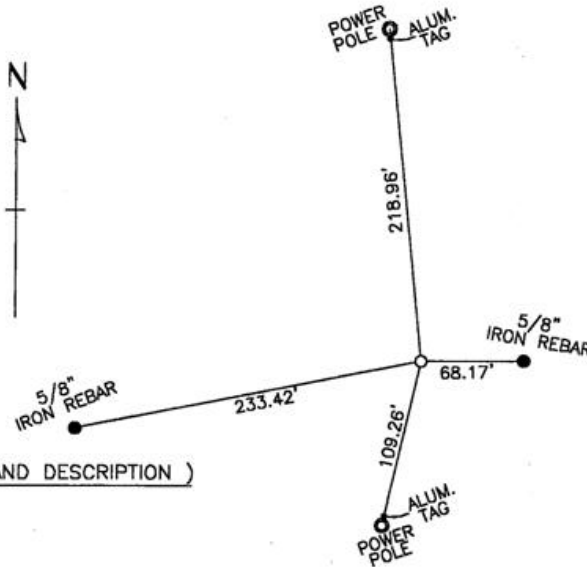 POWER
POLE
ALUM.
TAG
N
218.96'
5/8"
IRON REBAR
68.17'
5/8"
IRON REBAR
233.42'
109.26'
AND DESCRIPTION )
ALUM.
TAG
POWER
POLE